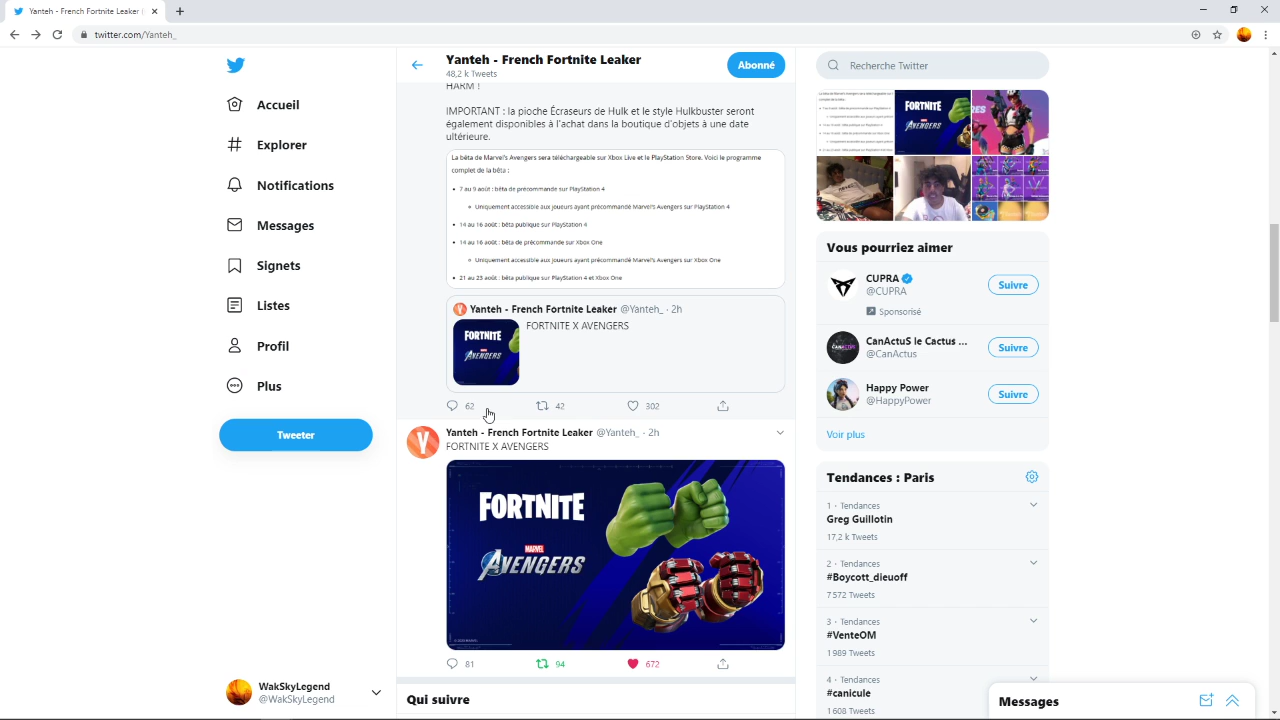 Yanteh - French Fortnite Leaker (
twitter.com/Yanteh_
Accueil
Explorer
Notifications
Messages
Signets
Listes
Profil
Plus
Tweeter
WakSkyLegend
@WakSkyLegend
Yanteh - French Fortnite Leaker
48,2 k Tweets
Abonné
HARM !
IMPORTANT : la pioche Écraseurs de Hulk et le style Hulkbuster seront
également disponibles à l'achat dans la boutique d'objets à une date
ultérieure.
La bêta de Marvel's Avengers sera téléchargeable sur Xbox Live et le PlayStation Store. Voici le programme
complet de la bêta :
• 7 au 9 août : bêta de précommande sur PlayStation 4
Uniquement accessible aux joueurs ayant précommandé Marvel's Avengers sur PlayStation 4
• 14 au 16 août : bêta publique sur PlayStation 4
• 14 au 16 août : bêta de précommande sur Xbox One
Uniquement accessible aux joueurs ayant précommandé Marvel's Avengers sur Xbox One
• 21 au 23 août : bêta publique sur PlayStation 4 et Xbox One
Yanteh - French Fortnite Leaker @Yanteh_ · 2h
FORTNITE X AVENGERS
FORTNITE
AVENGERS
62 42 302
Yanteh - French Fortnite Leaker @Yanteh_ · 2h
FORTNITE X AVENGERS
FORTNITE
MARVEL
AVENGERS
81 94 672
Qui suivre
Recherche Twitter
FORTNITE
AVENGERS
Vous pourriez aimer
CUPRA
@CUPRA
Suivre
Sponsorisé
CanActuS le Cactus ...
@CanActus
Suivre
Happy Power
@HappyPower
Suivre
Voir plus
Tendances : Paris
1 · Tendances
Greg Guillotin
17,2 k Tweets
2 · Tendances
#Boycott_dieuoff
7 572 Tweets
3 · Tendances
#VenteOM
1 989 Tweets
4 · Tendances
#canicule
1 608 Tweets
Messages